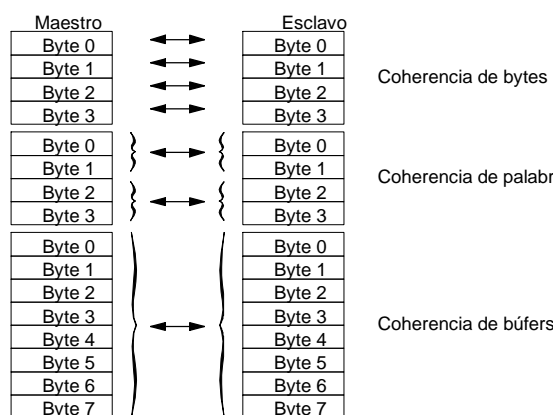 Maestro Esclavo
Byte 0 Byte 0
Byte 1 Byte 1 Coherencia de bytes
Byte 2 Byte 2
Byte 3 Byte 3
Byte 0 Byte 0
Byte 1 Byte 1 Coherencia de palabr
Byte 2 Byte 2
Byte 3 Byte 3
Byte 0 Byte 0
Byte 1 Byte 1
Byte 2 Byte 2
Byte 3 Byte 3 Coherencia de búfers
Byte 4 Byte 4
Byte 5 Byte 5
Byte 6 Byte 6
Byte 7 Byte 7